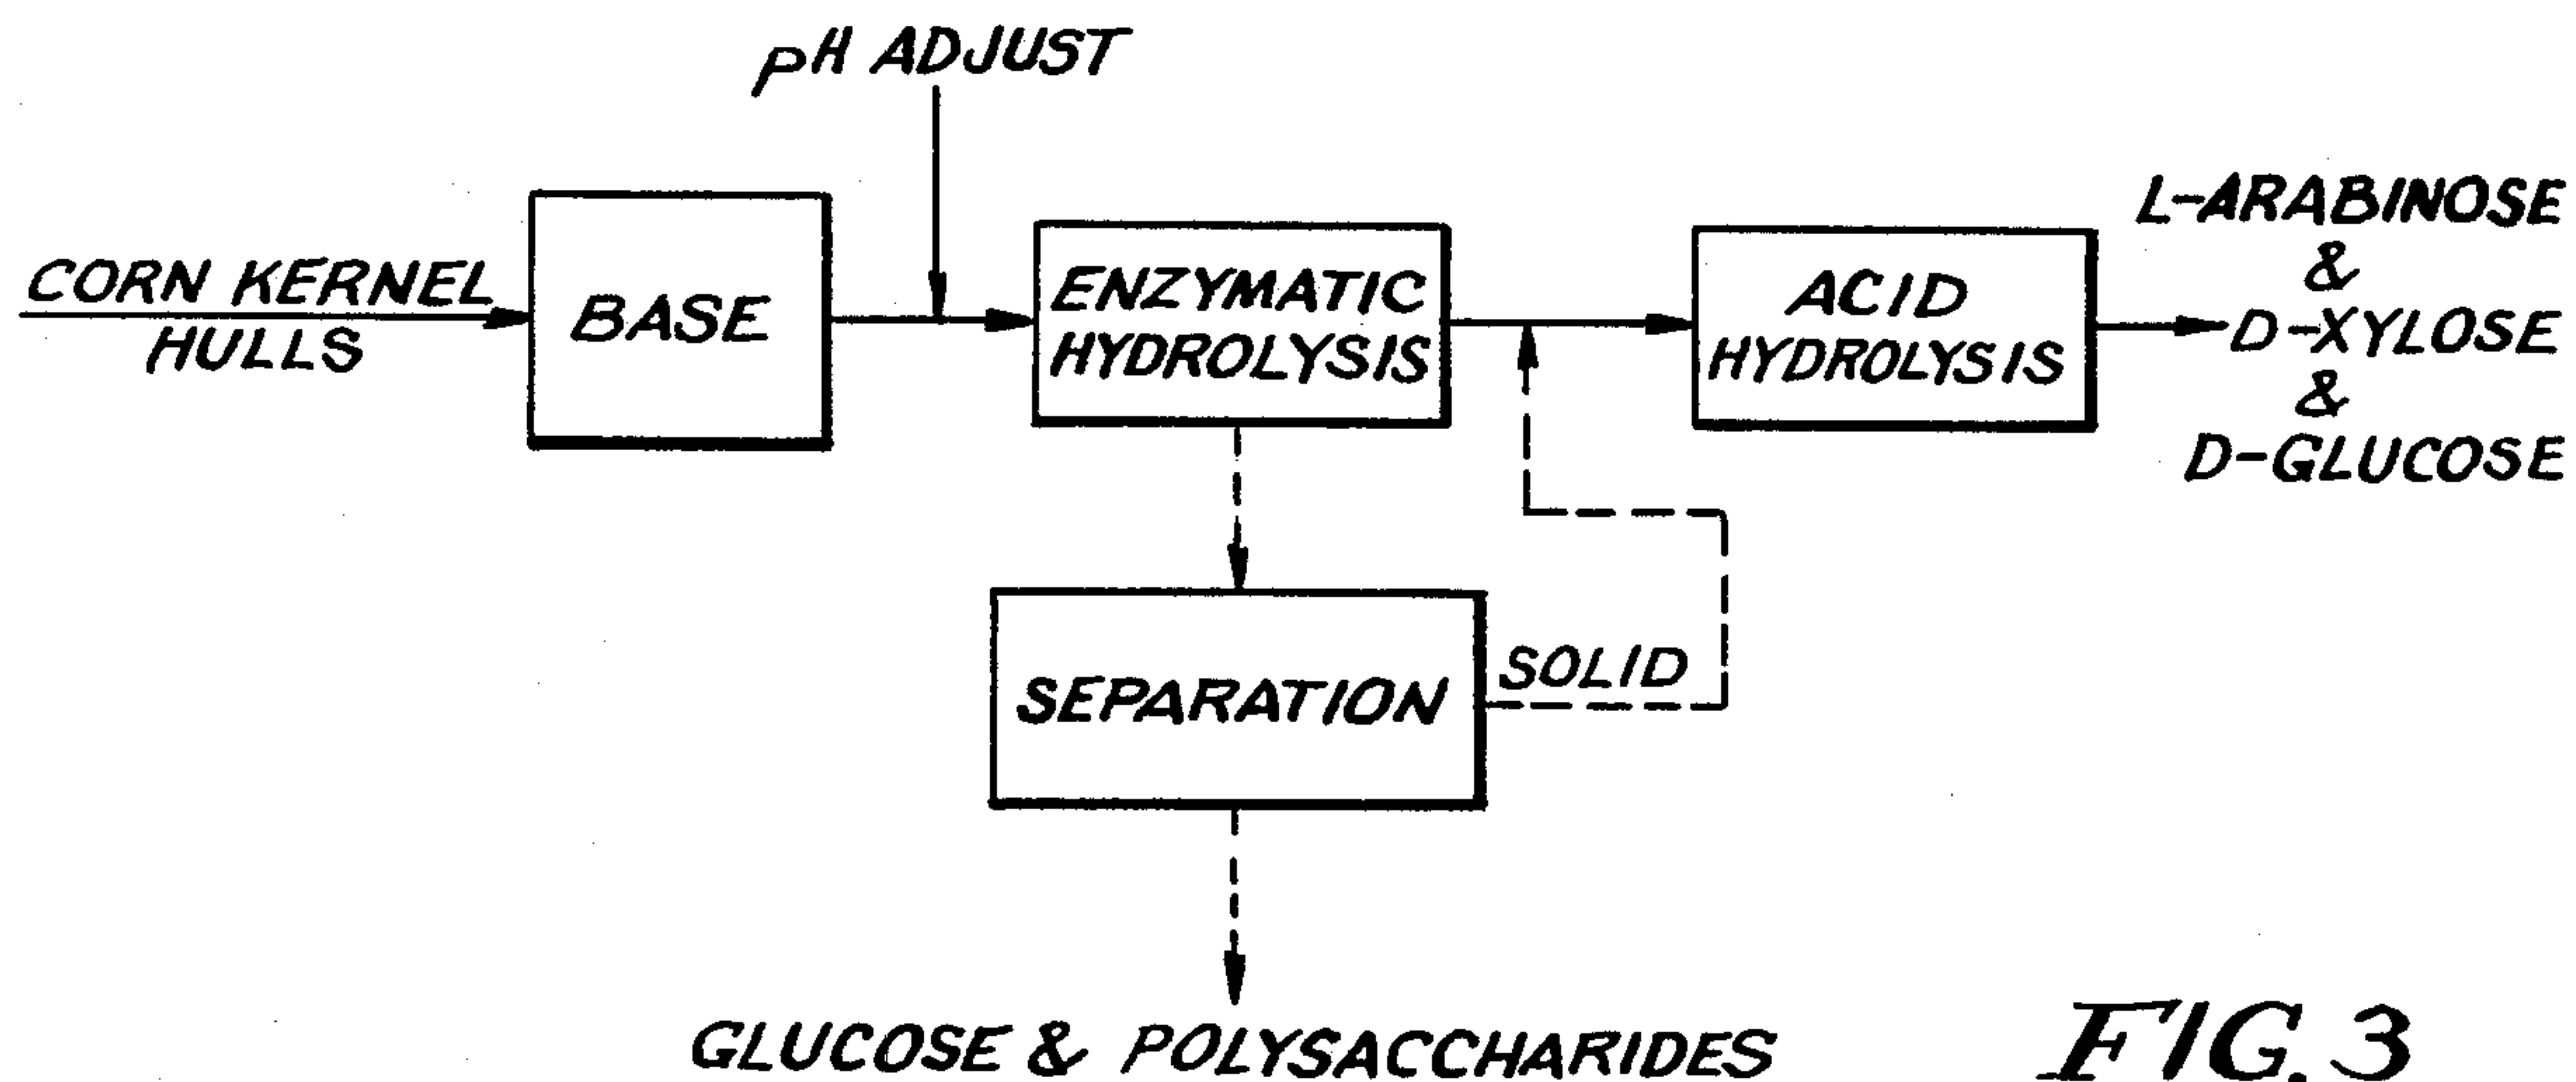 pH ADJUST
CORN KERNEL
HULLS
BASE
ENZYMATIC
HYDROLYSIS
ACID
HYDROLYSIS
L-ARABINOSE
&
D-XYLOSE
&
D-GLUCOSE
SEPARATION
SOLID
GLUCOSE & POLYSACCHARIDES
FIG. 3